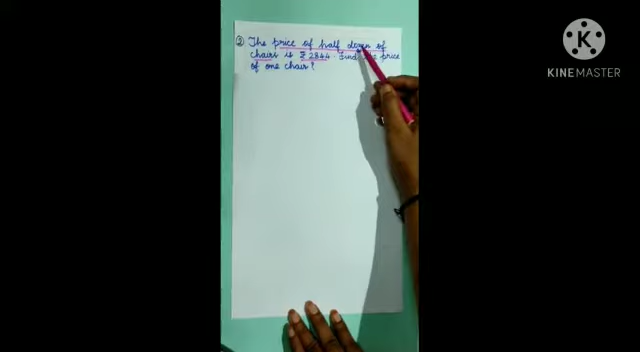 ③ The price of half dozen of
chairs is ₹ 2844. find the price
of one chair?
K
KINEMASTER